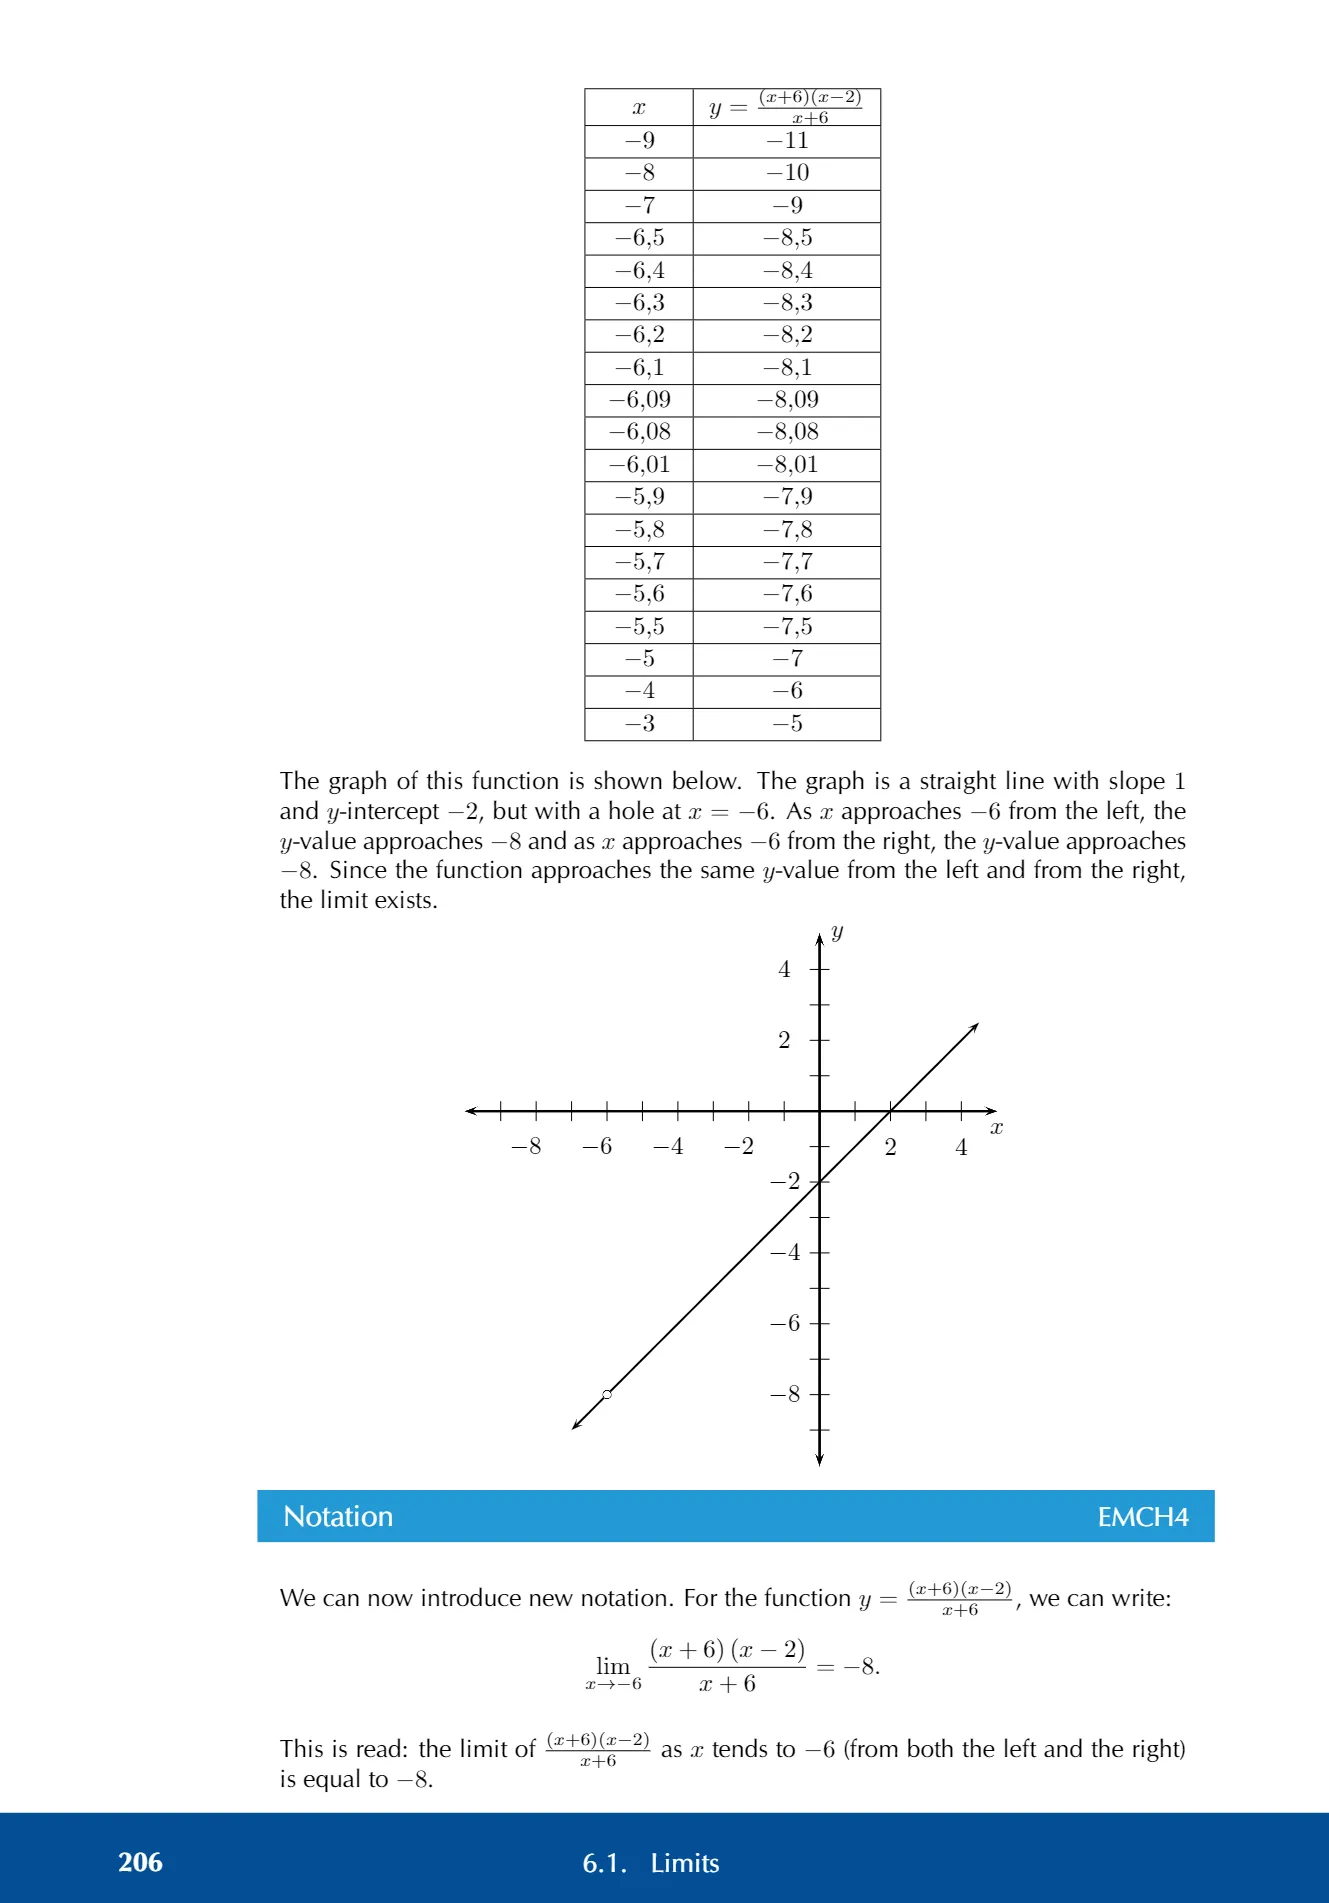 x y = (x+6)(x−2)/x+6
−9 −11
−8 −10
−7 −9
−6,5 −8,5
−6,4 −8,4
−6,3 −8,3
−6,2 −8,2
−6,1 −8,1
−6,09 −8,09
−6,08 −8,08
−6,01 −8,01
−5,9 −7,9
−5,8 −7,8
−5,7 −7,7
−5,6 −7,6
−5,5 −7,5
−5 −7
−4 −6
−3 −5
The graph of this function is shown below. The graph is a straight line with slope 1
and y-intercept −2, but with a hole at x = −6. As x approaches −6 from the left, the
y-value approaches −8 and as x approaches −6 from the right, the y-value approaches
−8. Since the function approaches the same y-value from the left and from the right,
the limit exists.
y
4
2
x
−8 −6 −4 −2 2 4
−2
−4
−6
−8
Notation EMCH4
We can now introduce new notation. For the function y = (x+6)(x−2)/x+6, we can write:
lim x→−6 (x + 6) (x − 2)/x + 6 = −8.
This is read: the limit of (x+6)(x−2)/x+6 as x tends to −6 (from both the left and the right)
is equal to −8.
206 6.1. Limits